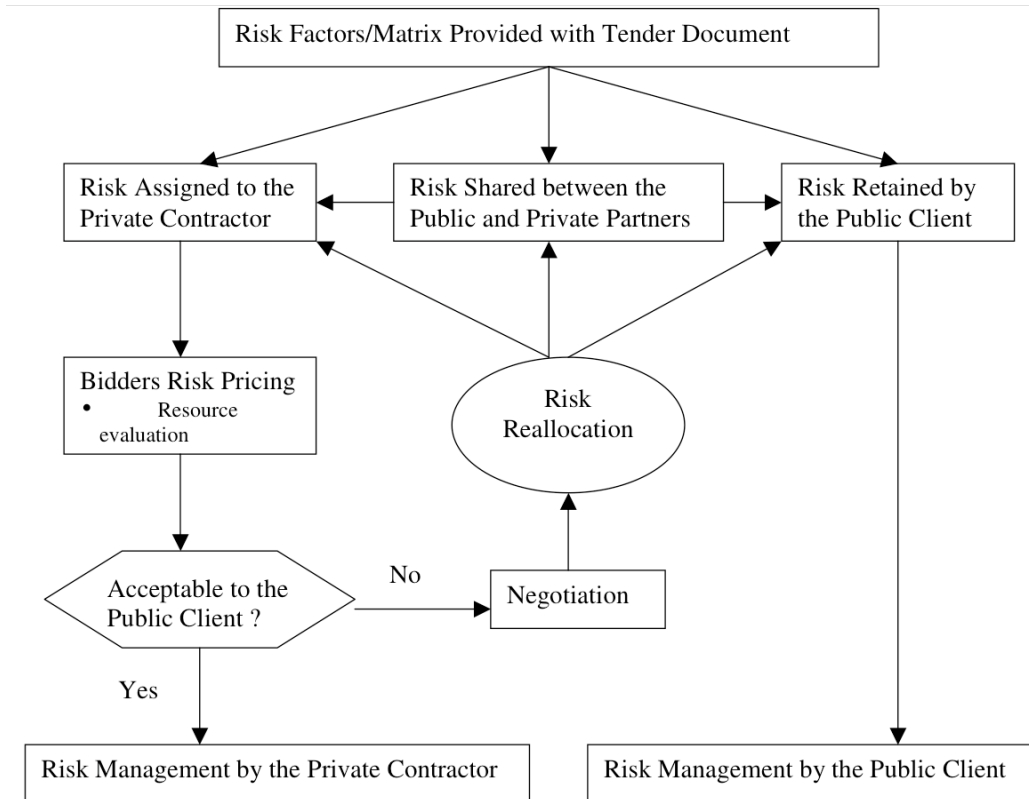 Risk Factors/Matrix Provided with Tender Document
Risk Assigned to the
Private Contractor
Risk Shared between the
Public and Private Partners
Risk Retained by
the Public Client
Bidders Risk Pricing
• Resource
evaluation
Risk
Reallocation
Acceptable to the
Public Client ?
No
Negotiation
Yes
Risk Management by the Private Contractor
Risk Management by the Public Client